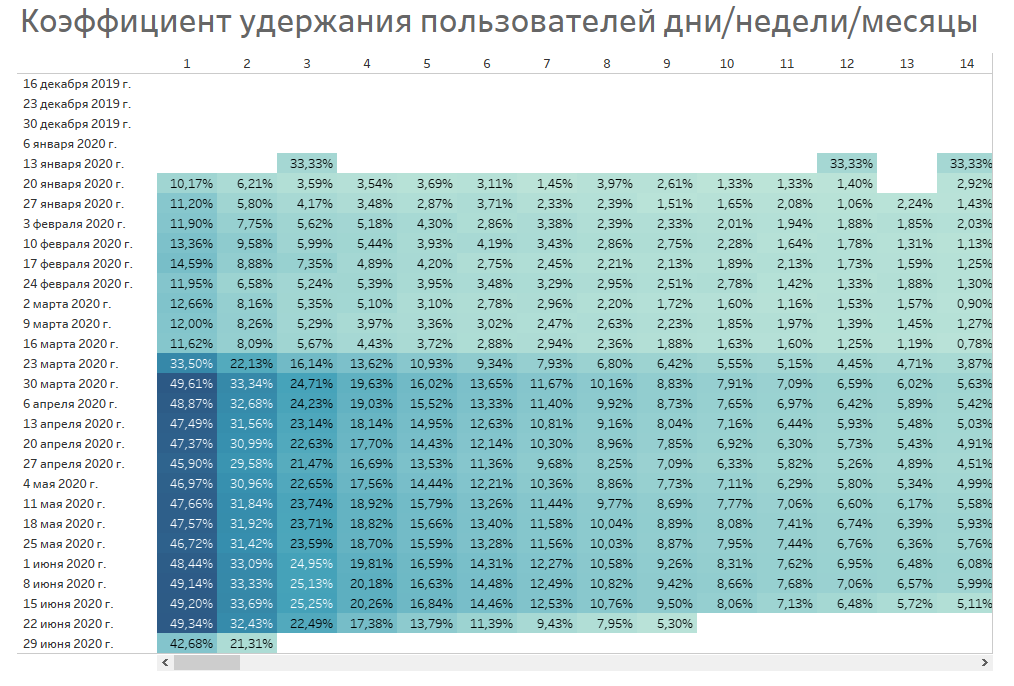 Коэффициент удержания пользователей дни/недели/месяцы
1 2 3 4 5 6 7 8 9 10 11 12 13 14
16 декабря 2019 г.
23 декабря 2019 г.
30 декабря 2019 г.
6 января 2020 г.
13 января 2020 г. 33,33% 33,33% 33,33%
20 января 2020 г. 10,17% 6,21% 3,59% 3,54% 3,69% 3,11% 1,45% 3,97% 2,61% 1,33% 1,33% 1,40% 2,92%
27 января 2020 г. 11,20% 5,80% 4,17% 3,48% 2,87% 3,71% 2,33% 2,39% 1,51% 1,65% 2,08% 1,06% 2,24% 1,43%
3 февраля 2020 г. 11,90% 7,75% 5,62% 5,18% 4,30% 2,86% 3,38% 2,39% 2,33% 2,01% 1,94% 1,88% 1,85% 2,03%
10 февраля 2020 г. 13,36% 9,58% 5,99% 5,44% 3,93% 4,19% 3,43% 2,86% 2,75% 2,28% 1,64% 1,78% 1,31% 1,13%
17 февраля 2020 г. 14,59% 8,88% 7,35% 4,89% 4,20% 2,75% 2,45% 2,21% 2,13% 1,89% 2,13% 1,73% 1,59% 1,25%
24 февраля 2020 г. 11,95% 6,58% 5,24% 5,39% 3,95% 3,48% 3,29% 2,95% 2,51% 2,78% 1,42% 1,33% 1,88% 1,30%
2 марта 2020 г. 12,66% 8,16% 5,35% 5,10% 3,10% 2,78% 2,96% 2,20% 1,72% 1,60% 1,16% 1,53% 1,57% 0,90%
9 марта 2020 г. 12,00% 8,26% 5,29% 3,97% 3,36% 3,02% 2,47% 2,63% 2,23% 1,85% 1,97% 1,39% 1,45% 1,27%
16 марта 2020 г. 11,62% 8,09% 5,67% 4,43% 3,72% 2,88% 2,94% 2,36% 1,88% 1,63% 1,60% 1,25% 1,19% 0,78%
23 марта 2020 г. 33,50% 22,13% 16,14% 13,62% 10,93% 9,34% 7,93% 6,80% 6,42% 5,55% 5,15% 4,45% 4,71% 3,87%
30 марта 2020 г. 49,61% 33,34% 24,71% 19,63% 16,02% 13,65% 11,67% 10,16% 8,83% 7,91% 7,09% 6,59% 6,02% 5,63%
6 апреля 2020 г. 48,87% 32,68% 24,23% 19,03% 15,52% 13,33% 11,40% 9,92% 8,73% 7,65% 6,97% 6,42% 5,89% 5,42%
13 апреля 2020 г. 47,49% 31,56% 23,14% 18,14% 14,95% 12,63% 10,81% 9,16% 8,04% 7,16% 6,44% 5,93% 5,48% 5,03%
20 апреля 2020 г. 47,37% 30,99% 22,63% 17,70% 14,43% 12,14% 10,30% 8,96% 7,85% 6,92% 6,30% 5,73% 5,43% 4,91%
27 апреля 2020 г. 45,90% 29,58% 21,47% 16,69% 13,53% 11,36% 9,68% 8,25% 7,09% 6,33% 5,82% 5,26% 4,89% 4,51%
4 мая 2020 г. 46,97% 30,96% 22,65% 17,56% 14,44% 12,21% 10,36% 8,86% 7,73% 7,11% 6,29% 5,80% 5,34% 4,99%
11 мая 2020 г. 47,66% 31,84% 23,74% 18,92% 15,79% 13,26% 11,44% 9,77% 8,69% 7,77% 7,06% 6,60% 6,17% 5,58%
18 мая 2020 г. 47,57% 31,92% 23,71% 18,82% 15,66% 13,40% 11,58% 10,04% 8,89% 8,08% 7,41% 6,74% 6,39% 5,93%
25 мая 2020 г. 46,72% 31,42% 23,59% 18,70% 15,59% 13,28% 11,56% 10,03% 8,87% 7,95% 7,44% 6,76% 6,36% 5,76%
1 июня 2020 г. 48,44% 33,09% 24,95% 19,81% 16,59% 14,31% 12,27% 10,58% 9,26% 8,31% 7,62% 6,95% 6,48% 6,08%
8 июня 2020 г. 49,14% 33,33% 25,13% 20,18% 16,63% 14,48% 12,49% 10,82% 9,42% 8,66% 7,68% 7,06% 6,57% 5,99%
15 июня 2020 г. 49,20% 33,69% 25,25% 20,26% 16,84% 14,46% 12,53% 10,76% 9,50% 8,06% 7,13% 6,48% 5,72% 5,11%
22 июня 2020 г. 49,34% 32,43% 22,49% 17,38% 13,79% 11,39% 9,43% 7,95% 5,30%
29 июня 2020 г. 42,68% 21,31%